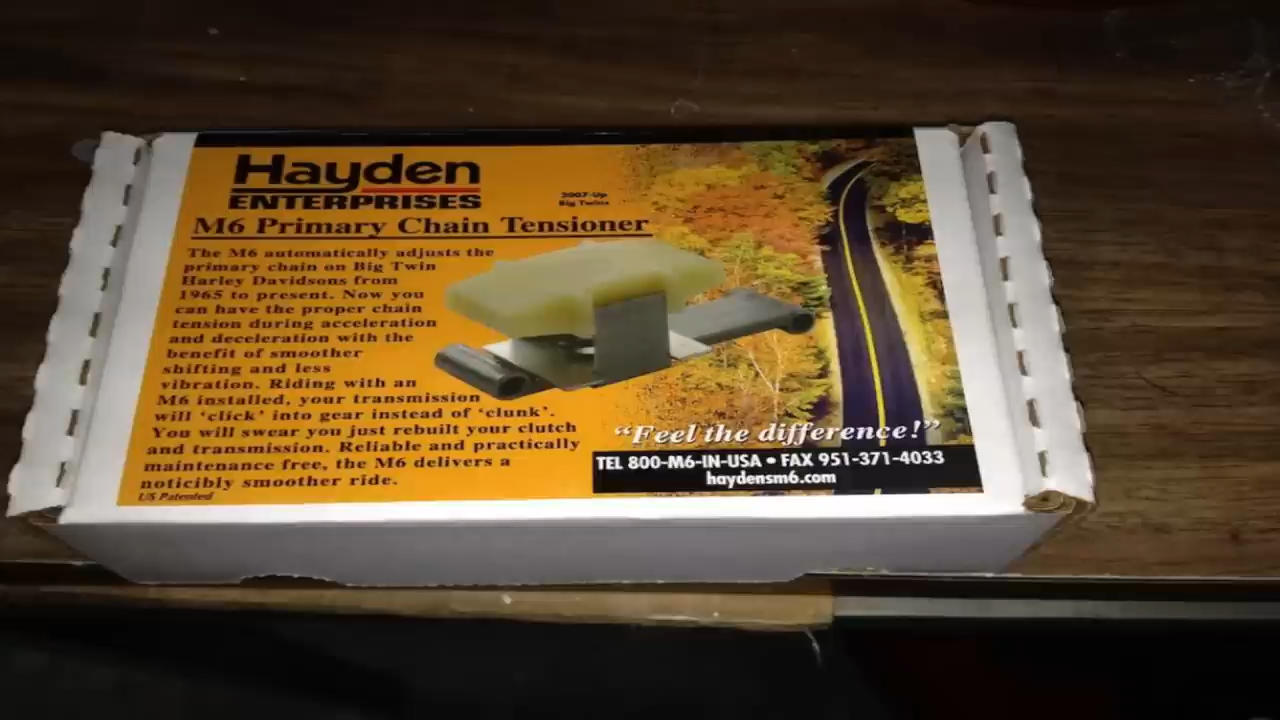 Hayden
ENTERPRISES
2007-Up
Big Twins
M6 Primary Chain Tensioner
The M6 automatically adjusts the
primary chain on Big Twin
Harley Davidsons from
1965 to present. Now you
can have the proper chain
tension during acceleration
and deceleration with the
benefit of smoother
shifting and less
vibration. Riding with an
M6 installed, your transmission
will ‘click’ into gear instead of ‘clunk’.
You will swear you just rebuilt your clutch
and transmission. Reliable and practically
maintenance free, the M6 delivers a
noticibly smoother ride.
US Patented
“Feel the difference!”
TEL 800-M6-IN-USA • FAX 951-371-4033
haydensm6.com